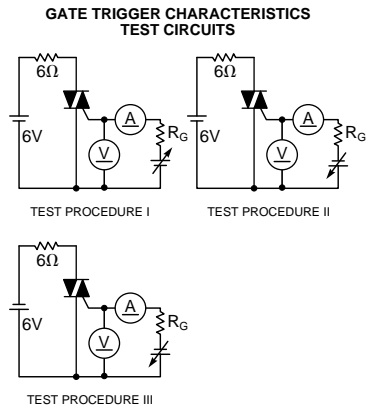 GATE TRIGGER CHARACTERISTICS
TEST CIRCUITS
6Ω
6V
A
V
RG
TEST PROCEDURE I
6Ω
6V
A
V
RG
TEST PROCEDURE II
6Ω
6V
A
V
RG
TEST PROCEDURE III